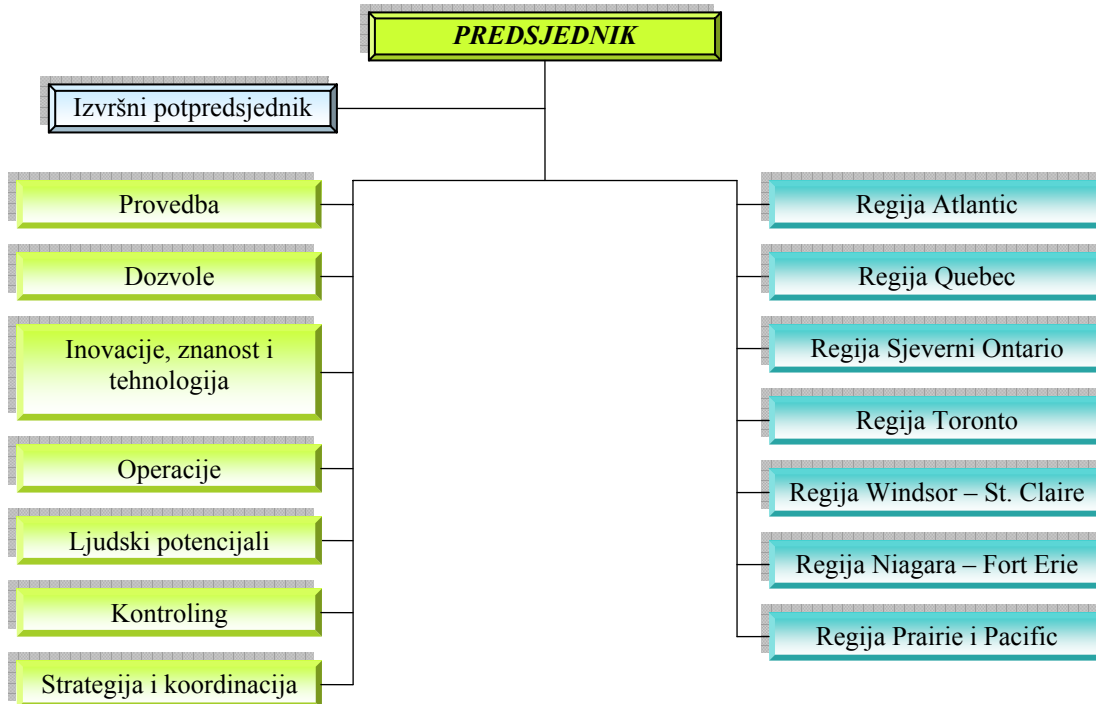 PREDSJEDNIK
Izvršni potpredsjednik
Provedba
Dozvole
Inovacije, znanost i
tehnologija
Operacije
Ljudski potencijali
Kontroling
Strategija i koordinacija
Regija Atlantic
Regija Quebec
Regija Sjeverni Ontario
Regija Toronto
Regija Windsor – St. Claire
Regija Niagara – Fort Erie
Regija Prairie i Pacific